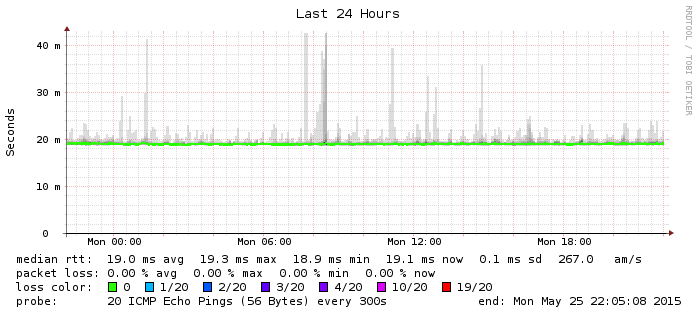 Last 24 Hours
RRDTOOL / TOBI OETIKER
Seconds
40 m
30 m
20 m
10 m
0
Mon 00:00 Mon 06:00 Mon 12:00 Mon 18:00
median rtt: 19.0 ms avg 19.3 ms max 18.9 ms min 19.1 ms now 0.1 ms sd 267.0 am/s
packet loss: 0.00 % avg 0.00 % max 0.00 % min 0.00 % now
loss color: 0 1/20 2/20 3/20 4/20 10/20 19/20
probe: 20 ICMP Echo Pings (56 Bytes) every 300s end: Mon May 25 22:05:08 2015